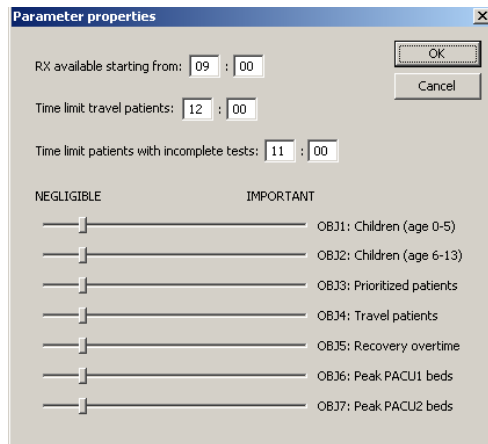 Parameter properties
RX available starting from: 09 : 00
OK
Cancel
Time limit travel patients: 12 : 00
Time limit patients with incomplete tests: 11 : 00
NEGLIGIBLE IMPORTANT
OBJ1: Children (age 0-5)
OBJ2: Children (age 6-13)
OBJ3: Prioritized patients
OBJ4: Travel patients
OBJ5: Recovery overtime
OBJ6: Peak PACU1 beds
OBJ7: Peak PACU2 beds